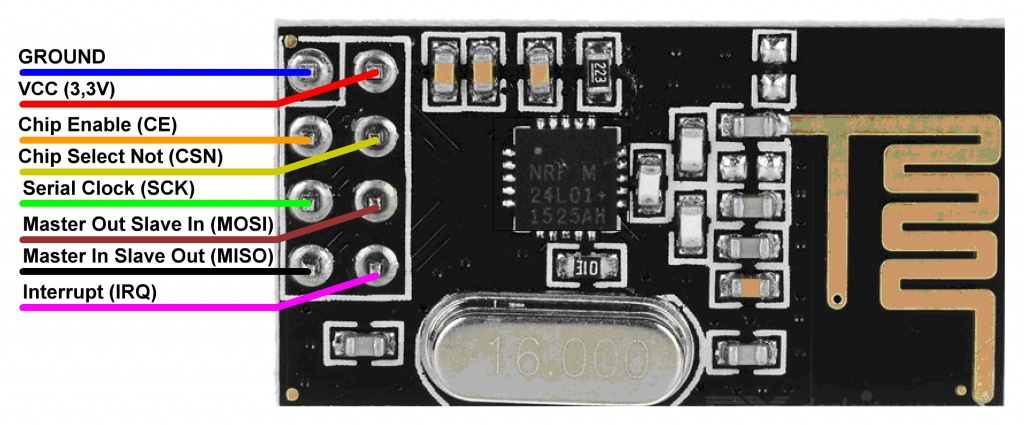 GROUND
VCC (3,3V)
Chip Enable (CE)
Chip Select Not (CSN)
Serial Clock (SCK)
Master Out Slave In (MOSI)
Master In Slave Out (MISO)
Interrupt (IRQ)
223
NRF M
24L01+
1525AH
31E
16.000